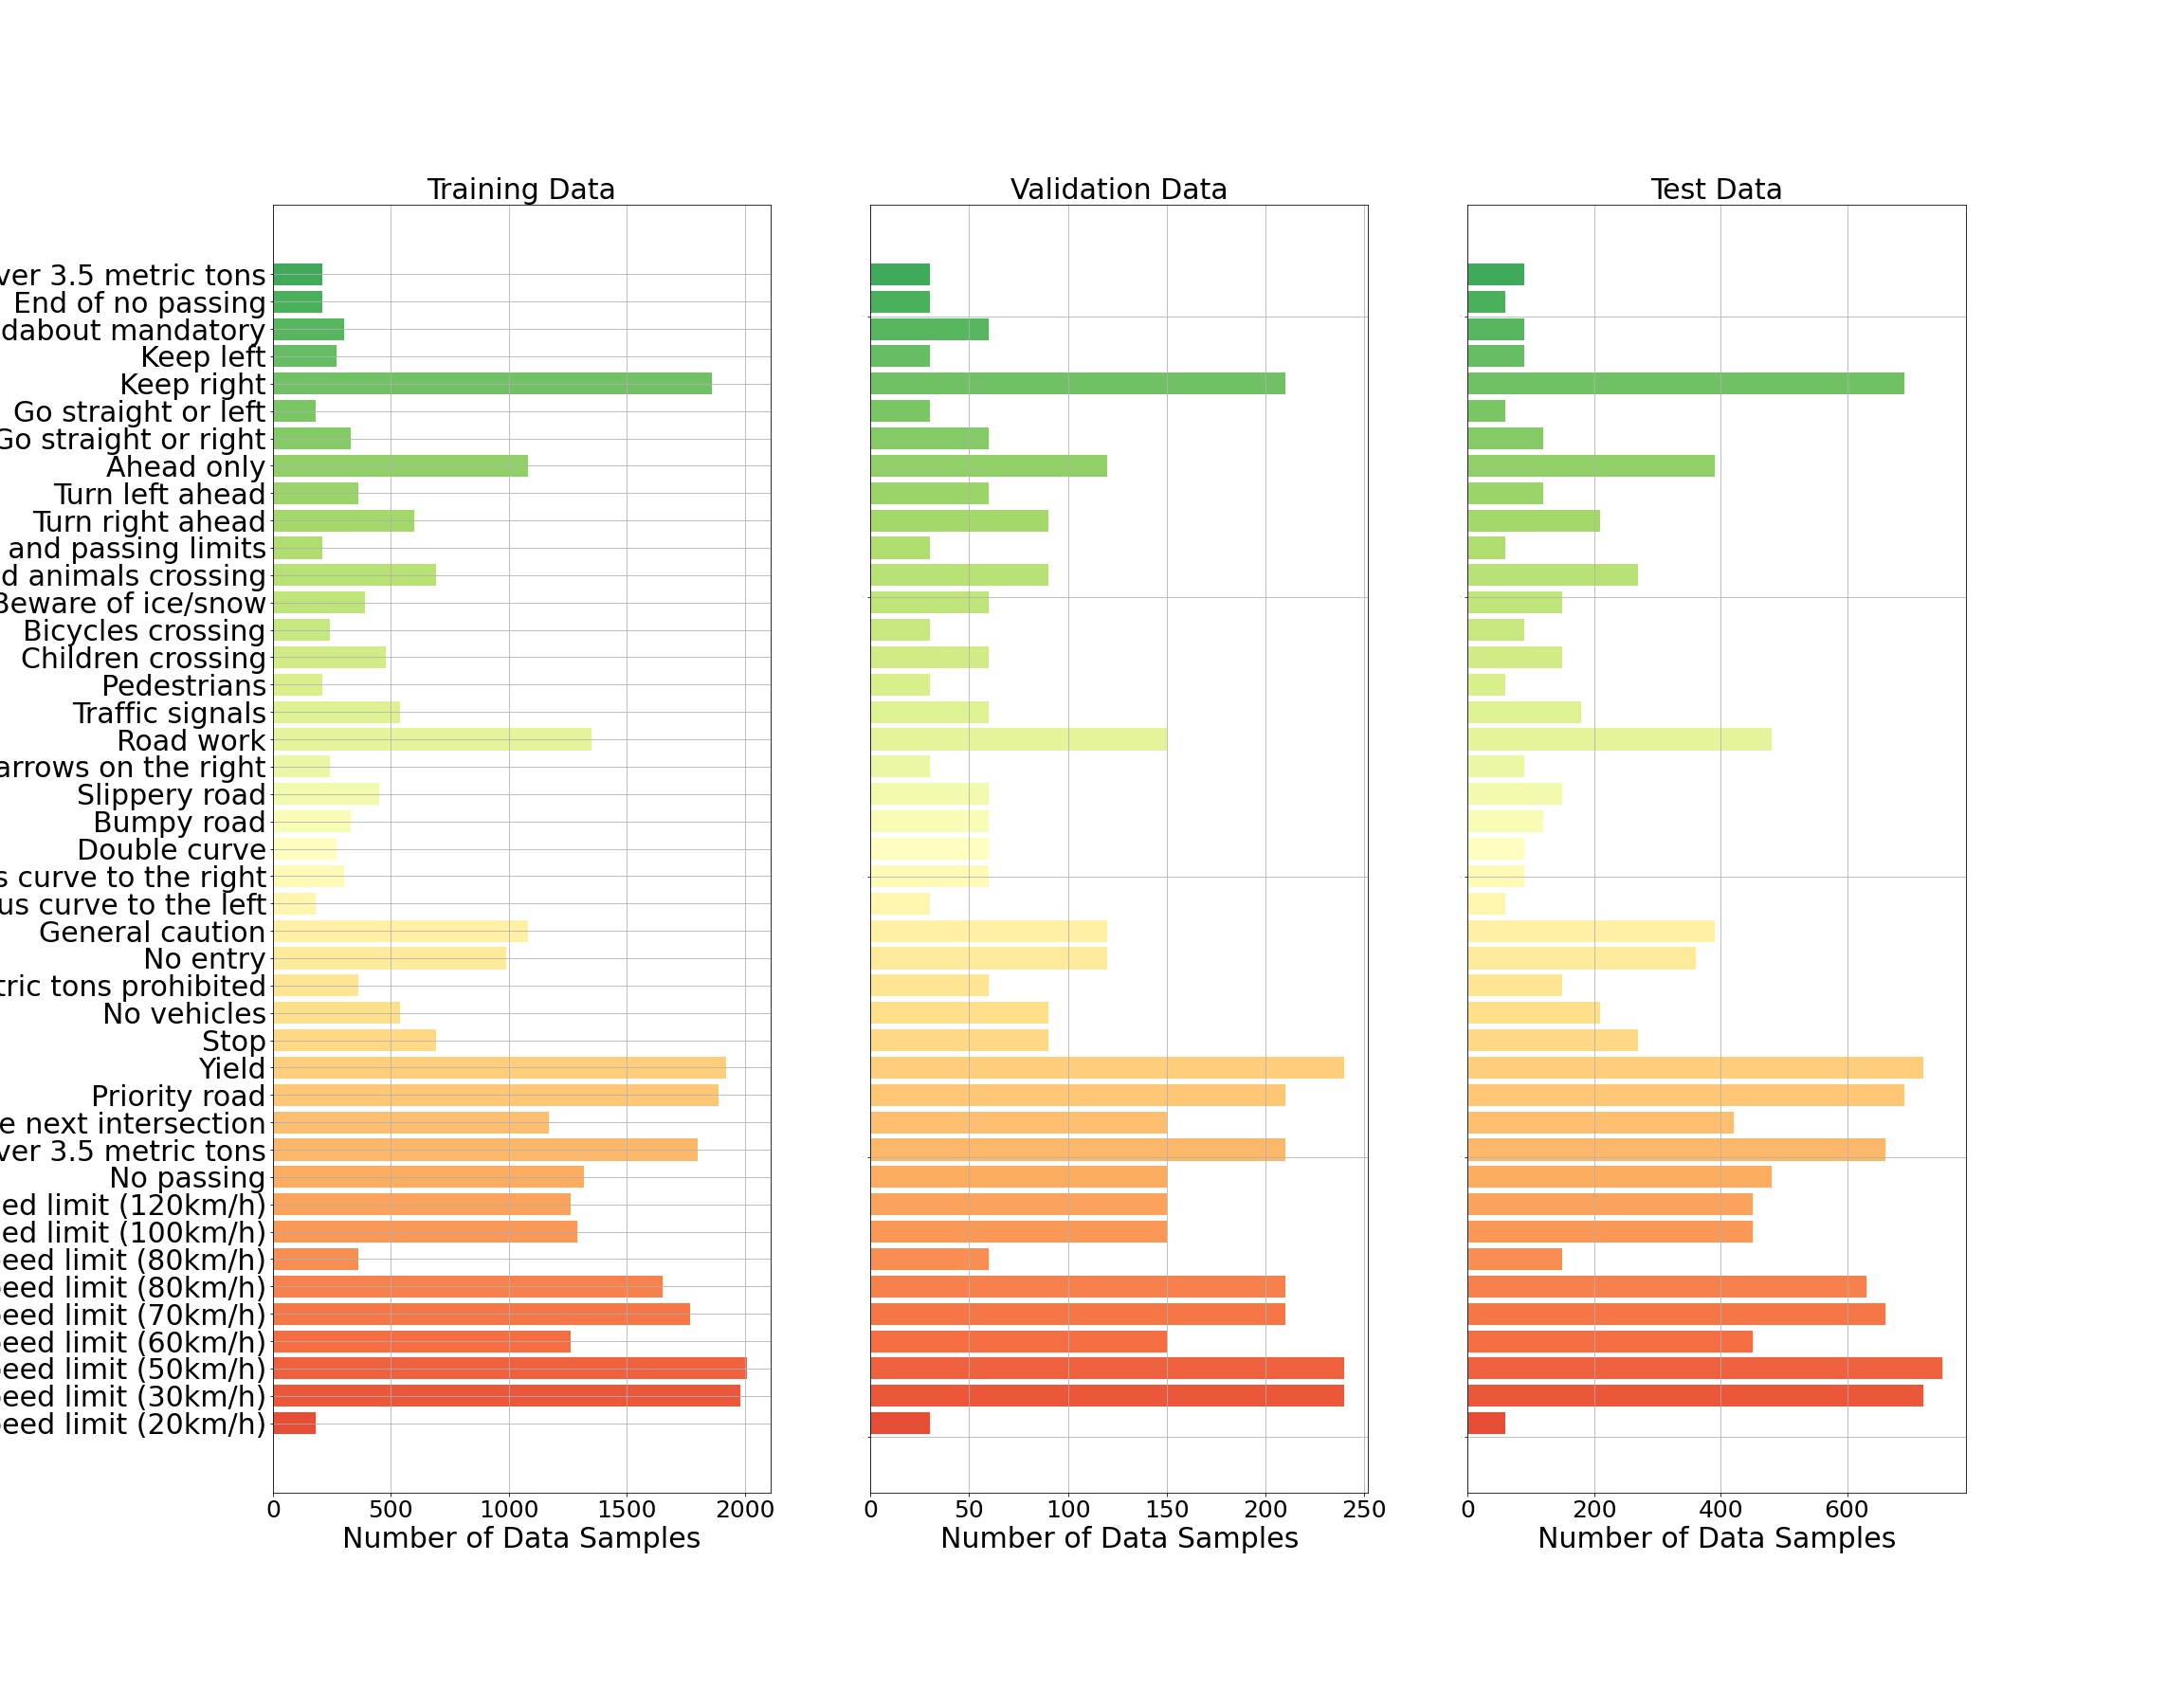 Training Data
Validation Data
Test Data
ver 3.5 metric tons
End of no passing
dabout mandatory
Keep left
Keep right
Go straight or left
Go straight or right
Ahead only
Turn left ahead
Turn right ahead
and passing limits
d animals crossing
Beware of ice/snow
Bicycles crossing
Children crossing
Pedestrians
Traffic signals
Road work
arrows on the right
Slippery road
Bumpy road
Double curve
s curve to the right
us curve to the left
General caution
No entry
tric tons prohibited
No vehicles
Stop
Yield
Priority road
e next intersection
ver 3.5 metric tons
No passing
ed limit (120km/h)
ed limit (100km/h)
eed limit (80km/h)
eed limit (80km/h)
eed limit (70km/h)
eed limit (60km/h)
eed limit (50km/h)
eed limit (30km/h)
eed limit (20km/h)
0 500 1000 1500 2000
0 50 100 150 200 250
0 200 400 600
Number of Data Samples
Number of Data Samples
Number of Data Samples